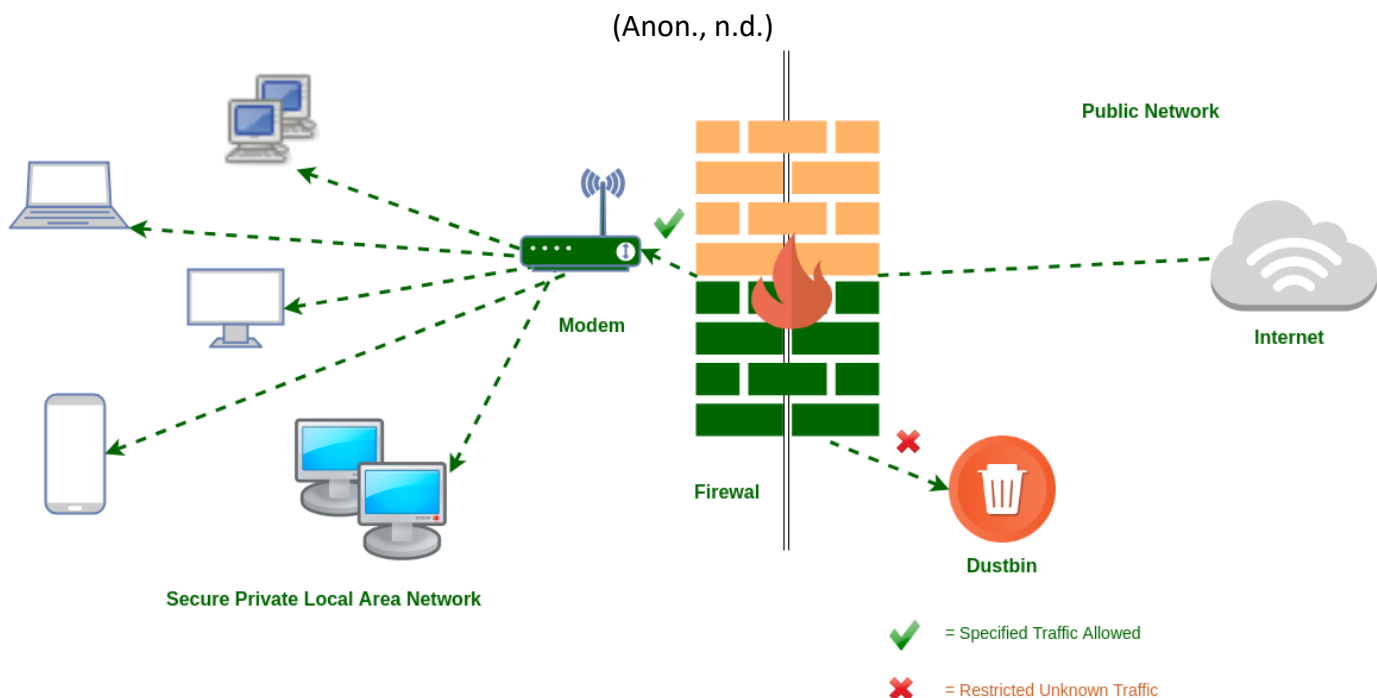 (Anon., n.d.)
Public Network
Modem
Internet
Firewal
Dustbin
Secure Private Local Area Network
= Specified Traffic Allowed
= Restricted Unknown Traffic